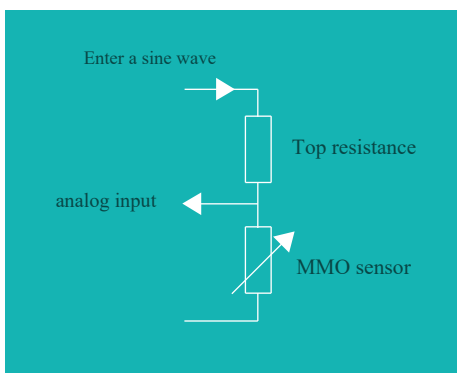 Enter a sine wave
Top resistance
analog input
MMO sensor